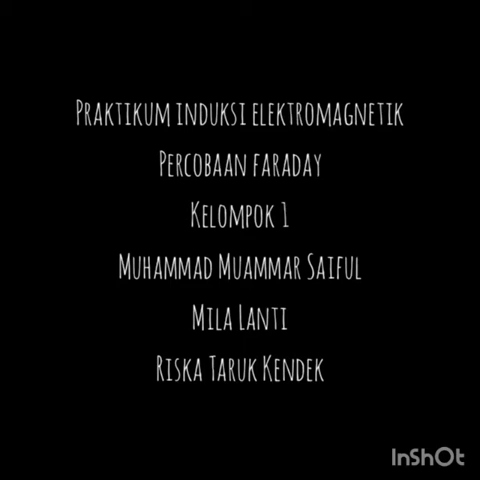 Praktikum induksi elektromagnetik
Percobaan faraday
Kelompok 1
Muhammad Muammar Saiful
Mila Lanti
Riska Taruk Kendek
InShOt